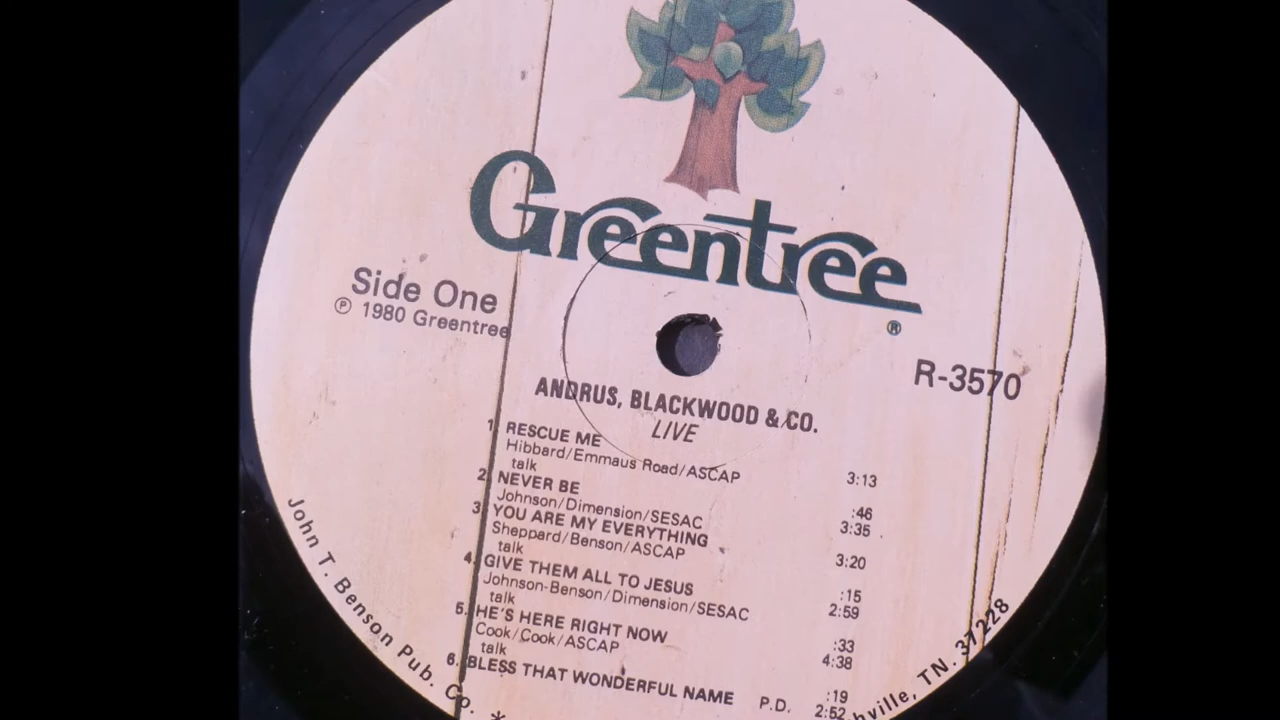 Greentree
®
Side One
℗ 1980 Greentree
R-3570
ANDRUS, BLACKWOOD & CO.
LIVE
1. RESCUE ME 3:13
Hibbard/Emmaus Road/ASCAP
talk :46
2. NEVER BE 3:35
Johnson/Dimension/SESAC
3. YOU ARE MY EVERYTHING 3:20
Sheppard/Benson/ASCAP
talk :15
4. GIVE THEM ALL TO JESUS 2:59
Johnson-Benson/Dimension/SESAC
talk :33
5. HE'S HERE RIGHT NOW 4:38
Cook/Cook/ASCAP
talk :19
6. BLESS THAT WONDERFUL NAME P.D. 2:52
John T. Benson Pub. Co. * hville, TN. 37228